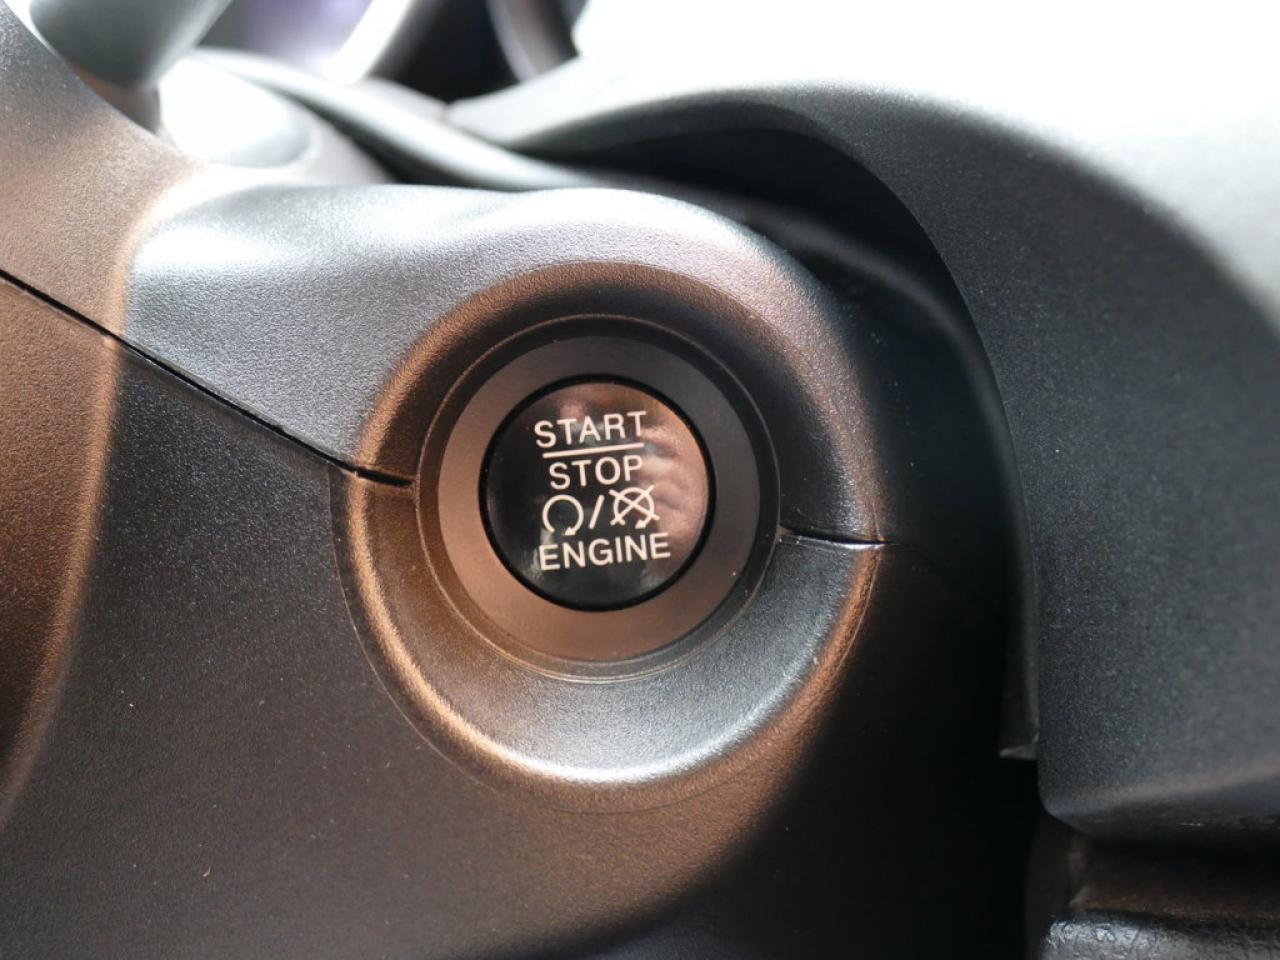 START
STOP
/
ENGINE